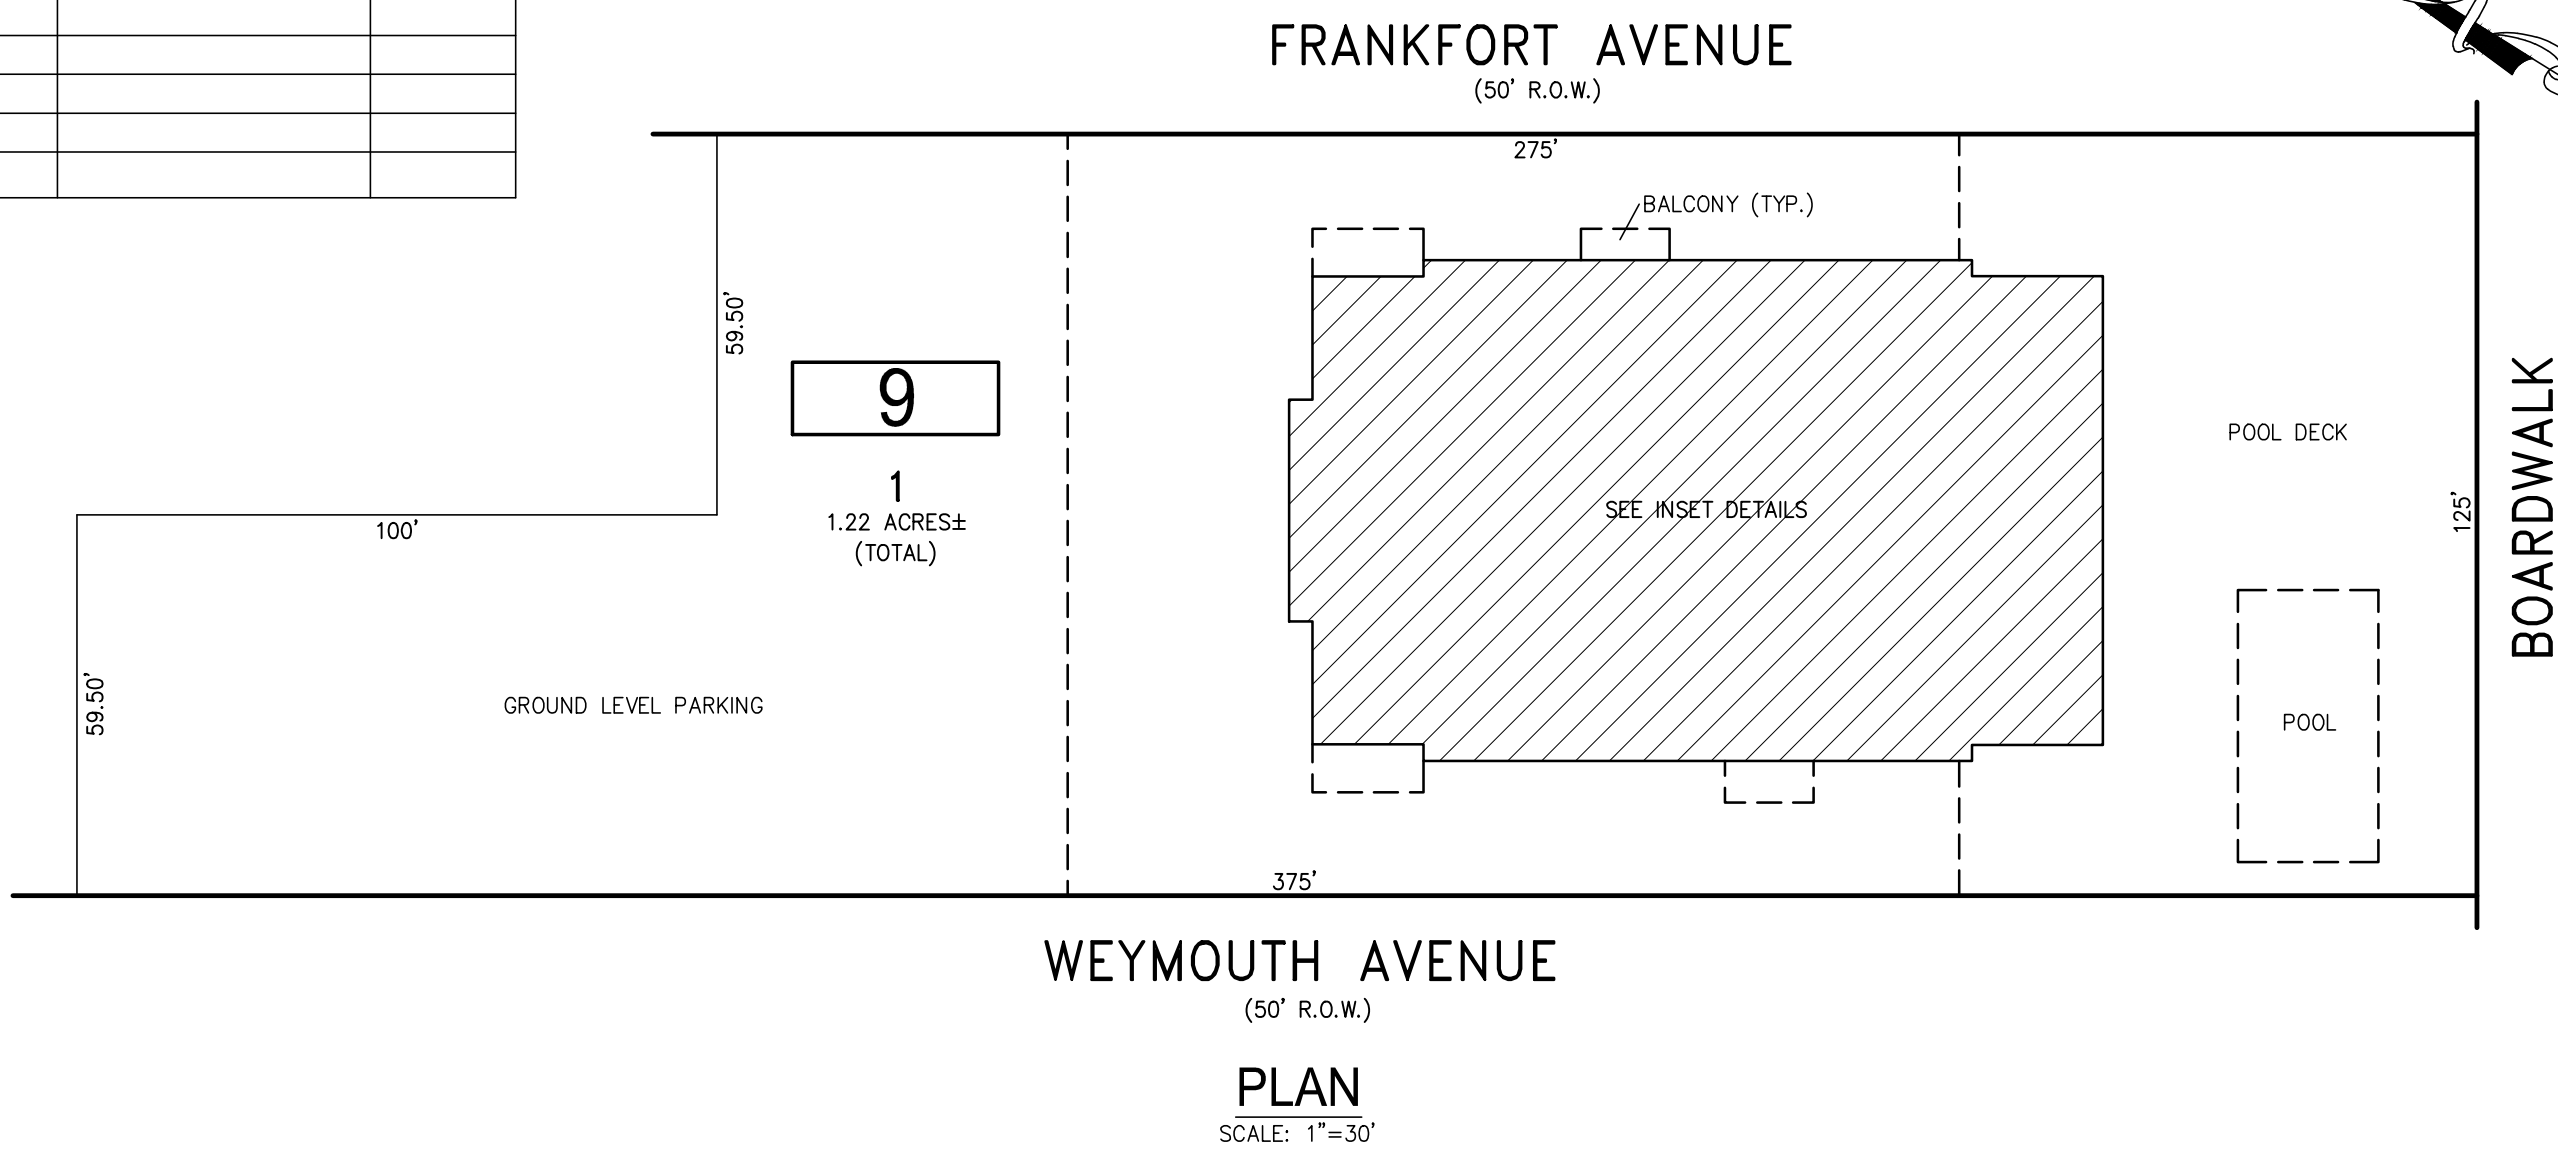 FRANKFORT AVENUE
(50' R.O.W.)
275'
BALCONY (TYP.)
59.50'
9
1
1.22 ACRES±
(TOTAL)
100'
59.50'
GROUND LEVEL PARKING
SEE INSET DETAILS
POOL DECK
POOL
125'
BOARDWALK
375'
WEYMOUTH AVENUE
(50' R.O.W.)
PLAN
SCALE: 1"=30'